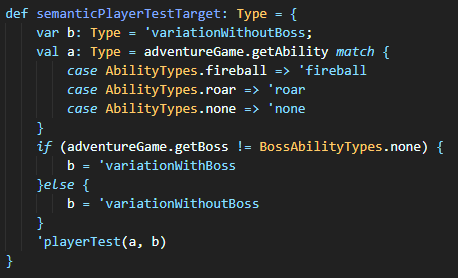 def semanticPlayerTestTarget: Type = {
    var b: Type = 'variationWithoutBoss;
    val a: Type = adventureGame.getAbility match {
        case AbilityTypes.fireball => 'fireball
        case AbilityTypes.roar => 'roar
        case AbilityTypes.none => 'none
    }
    if (adventureGame.getBoss != BossAbilityTypes.none) {
        b = 'variationWithBoss
    }else {
        b = 'variationWithoutBoss
    }
    'playerTest(a, b)
}